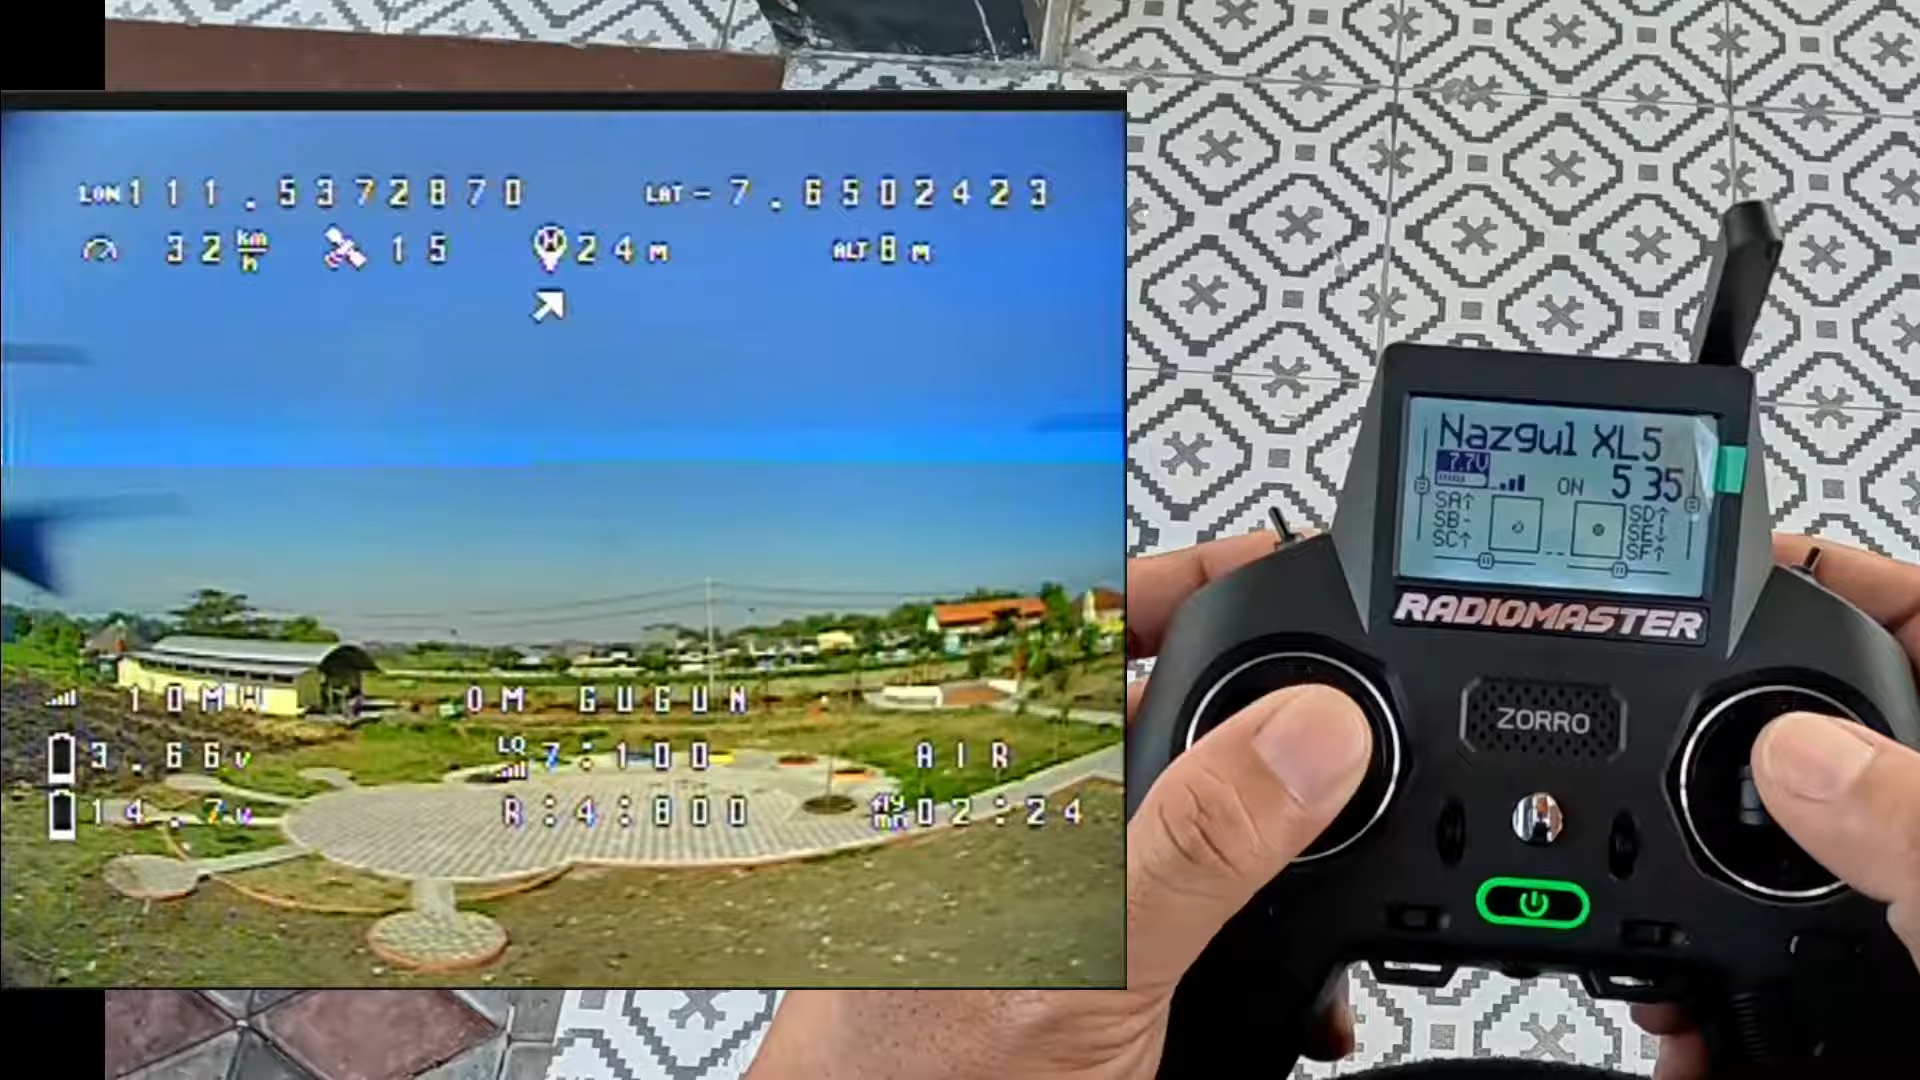 LON 111.5372870 LAT -7.6502423
32 km/h 15 24 M ALT 8 M
10MW OM GUGUN
3.66V LQ 7:100 AIR
14.7V R:4:800 fly mn 02:24
Nazgul XL5
7.7V ON 5 35
SA↑ SD↑
SB- SE↓
SC↑ SF↑
RADIOMASTER
ZORRO